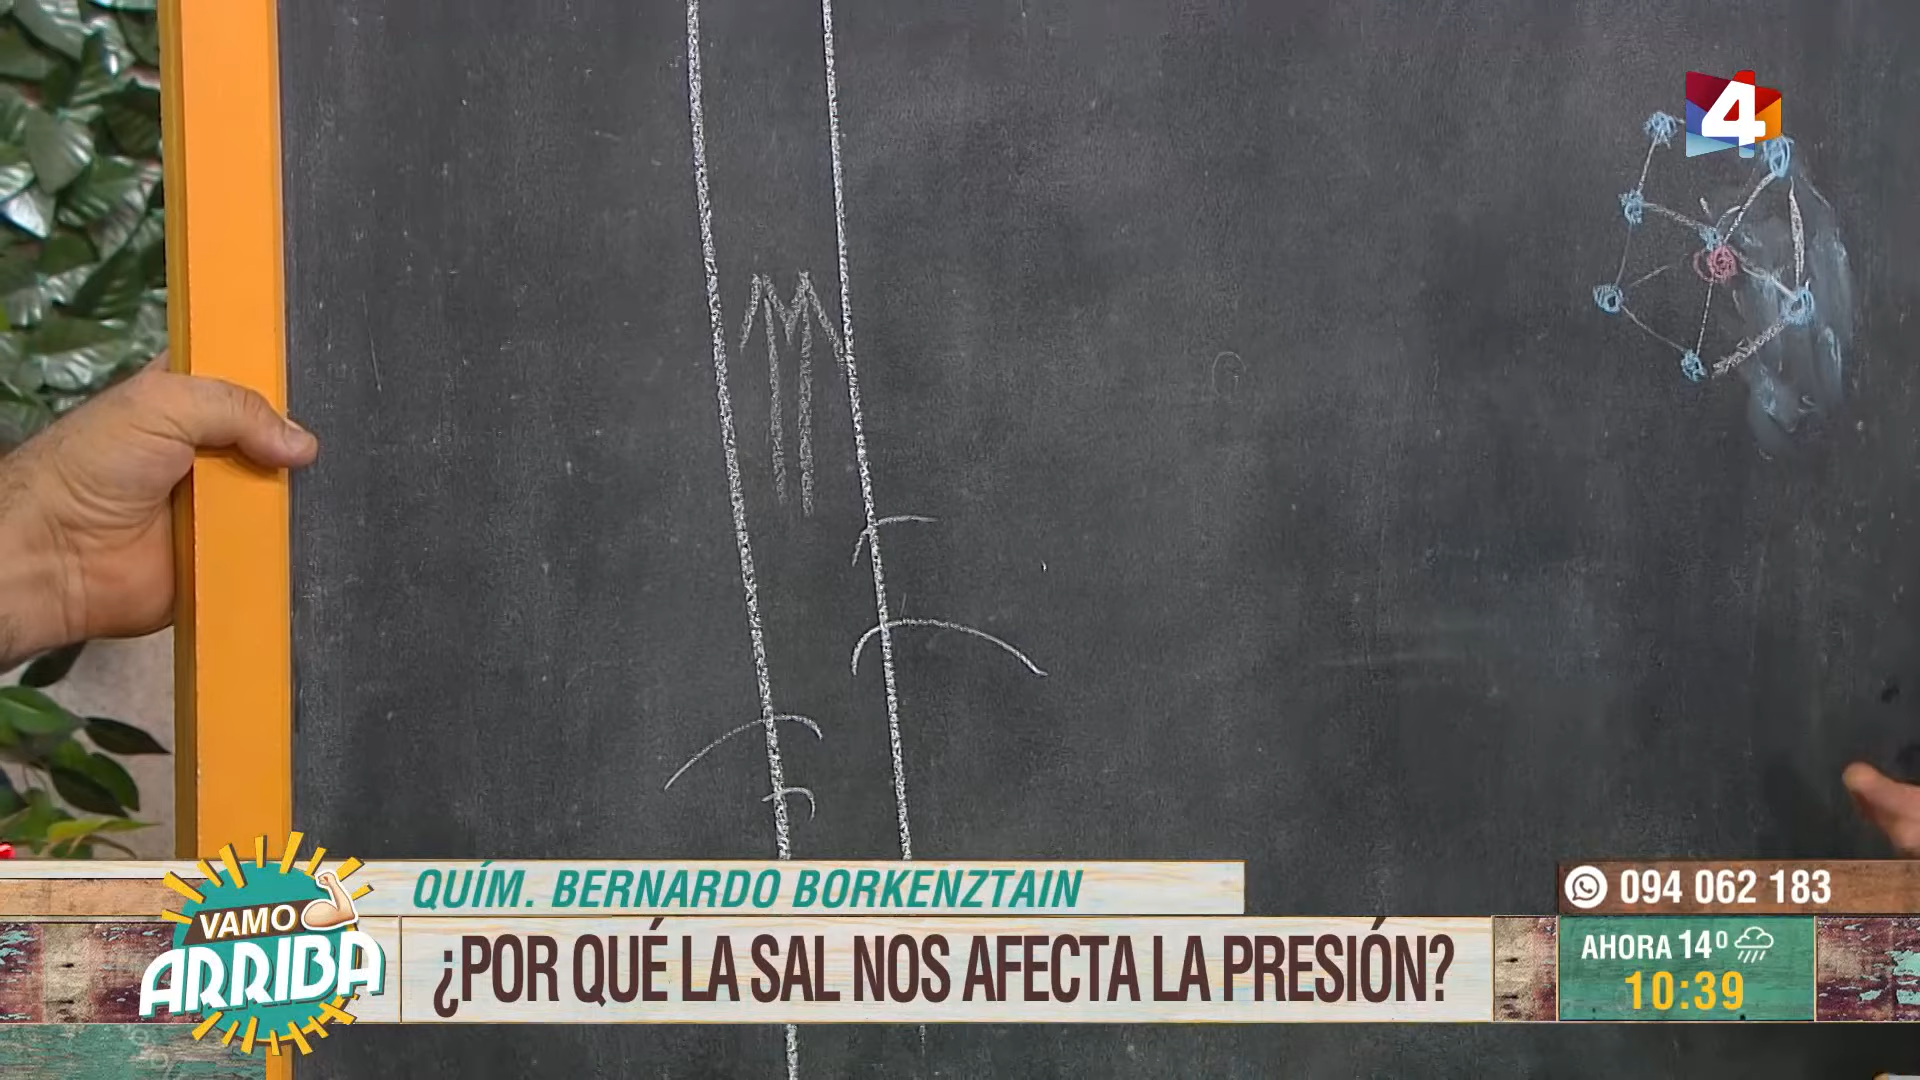 4
QUÍM. BERNARDO BORKENZTAIN
094 062 183
VAMO
ARRIBA
¿POR QUÉ LA SAL NOS AFECTA LA PRESIÓN?
AHORA 14º
10:39